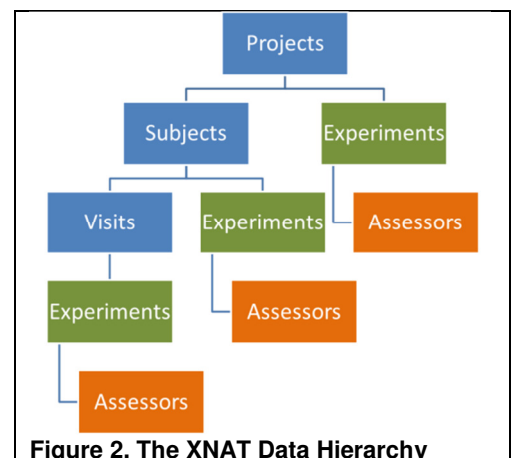 Projects
Subjects
Experiments
Visits
Experiments
Assessors
Experiments
Assessors
Assessors
Figure 2. The XNAT Data Hierarchy